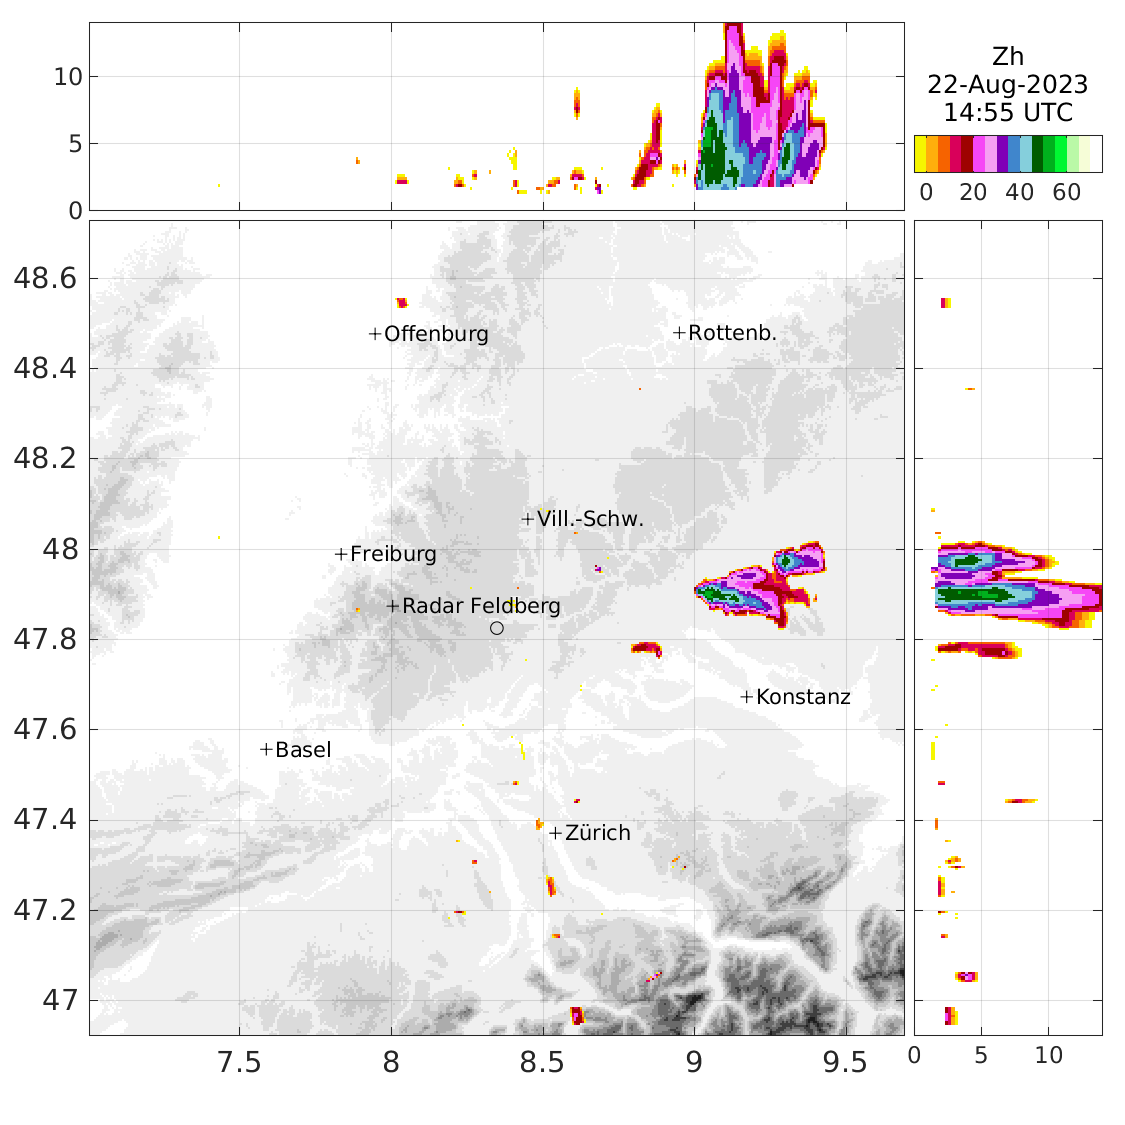 Zh
22-Aug-2023
14:55 UTC
10
5
0
0 20 40 60
48.6
48.4
48.2
48
47.8
47.6
47.4
47.2
47
Offenburg
Rottenb.
Vill.-Schw.
Freiburg
Radar Feldberg
Konstanz
Basel
Zürich
7.5 8 8.5 9 9.5
0 5 10